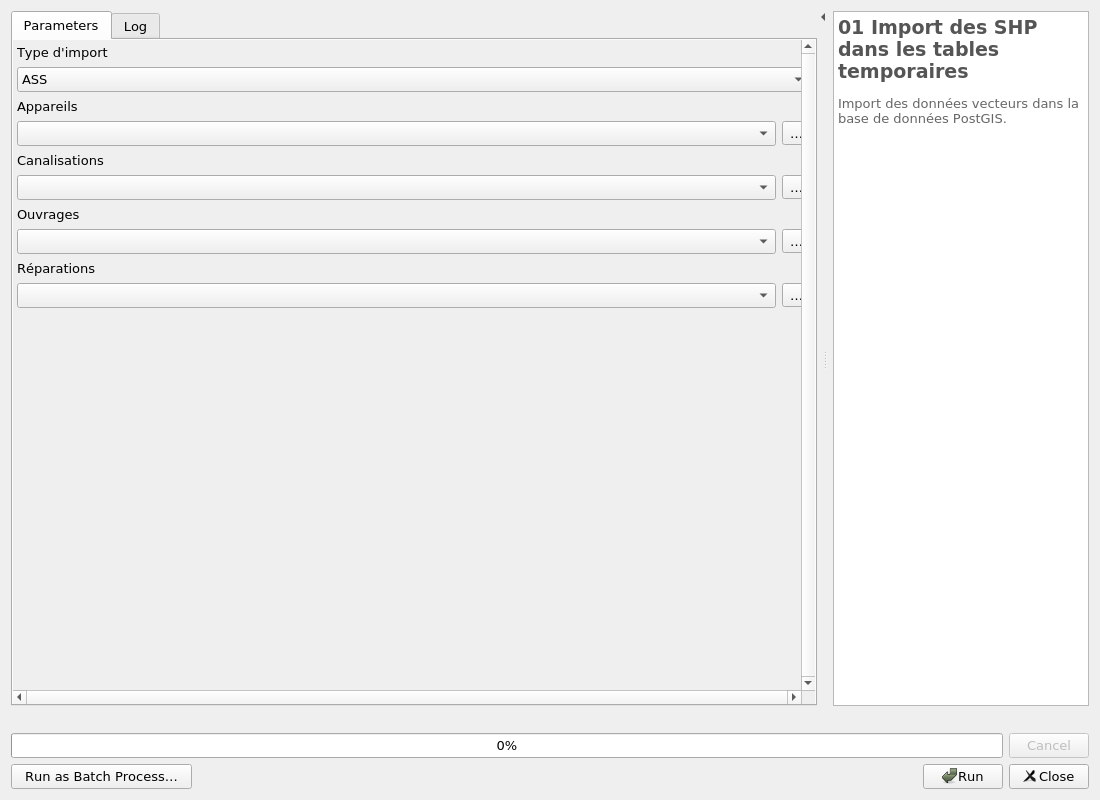 Parameters
Log
Type d'import
ASS
Appareils
…
Canalisations
…
Ouvrages
…
Réparations
…
01 Import des SHP
dans les tables
temporaires
Import des données vecteurs dans la
base de données PostGIS.
0%
Cancel
Run as Batch Process…
Run
Close